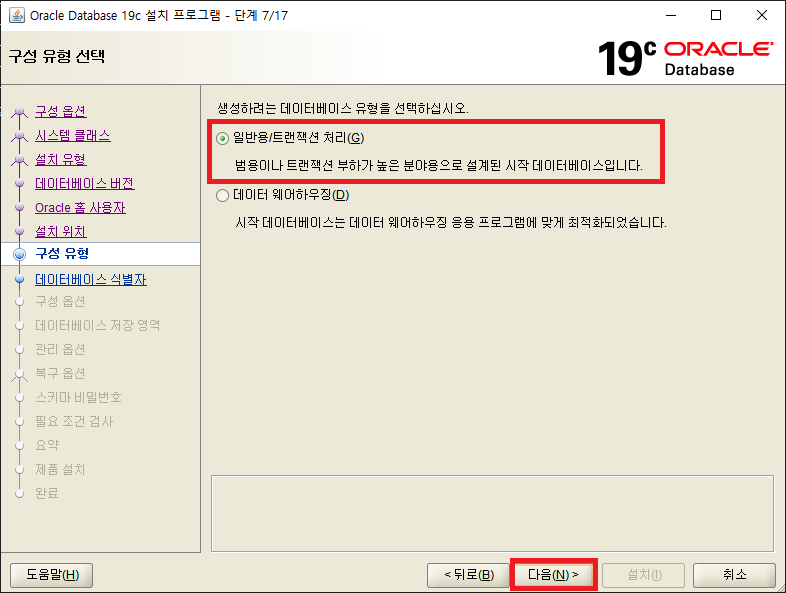 Oracle Database 19c 설치 프로그램 - 단계 7/17
구성 유형 선택
19c ORACLE
Database
구성 옵션
시스템 클래스
설치 유형
데이터베이스 버전
Oracle 홈 사용자
설치 위치
구성 유형
데이터베이스 식별자
구성 옵션
데이터베이스 저장 영역
관리 옵션
복구 옵션
스키마 비밀번호
필요 조건 검사
요약
제품 설치
완료
생성하려는 데이터베이스 유형을 선택하십시오.
일반용/트랜잭션 처리(G)
범용이나 트랜잭션 부하가 높은 분야용으로 설계된 시작 데이터베이스입니다.
데이터 웨어하우징(D)
시작 데이터베이스는 데이터 웨어하우징 응용 프로그램에 맞게 최적화되었습니다.
도움말(H)
< 뒤로(B)
다음(N) >
설치(I)
취소